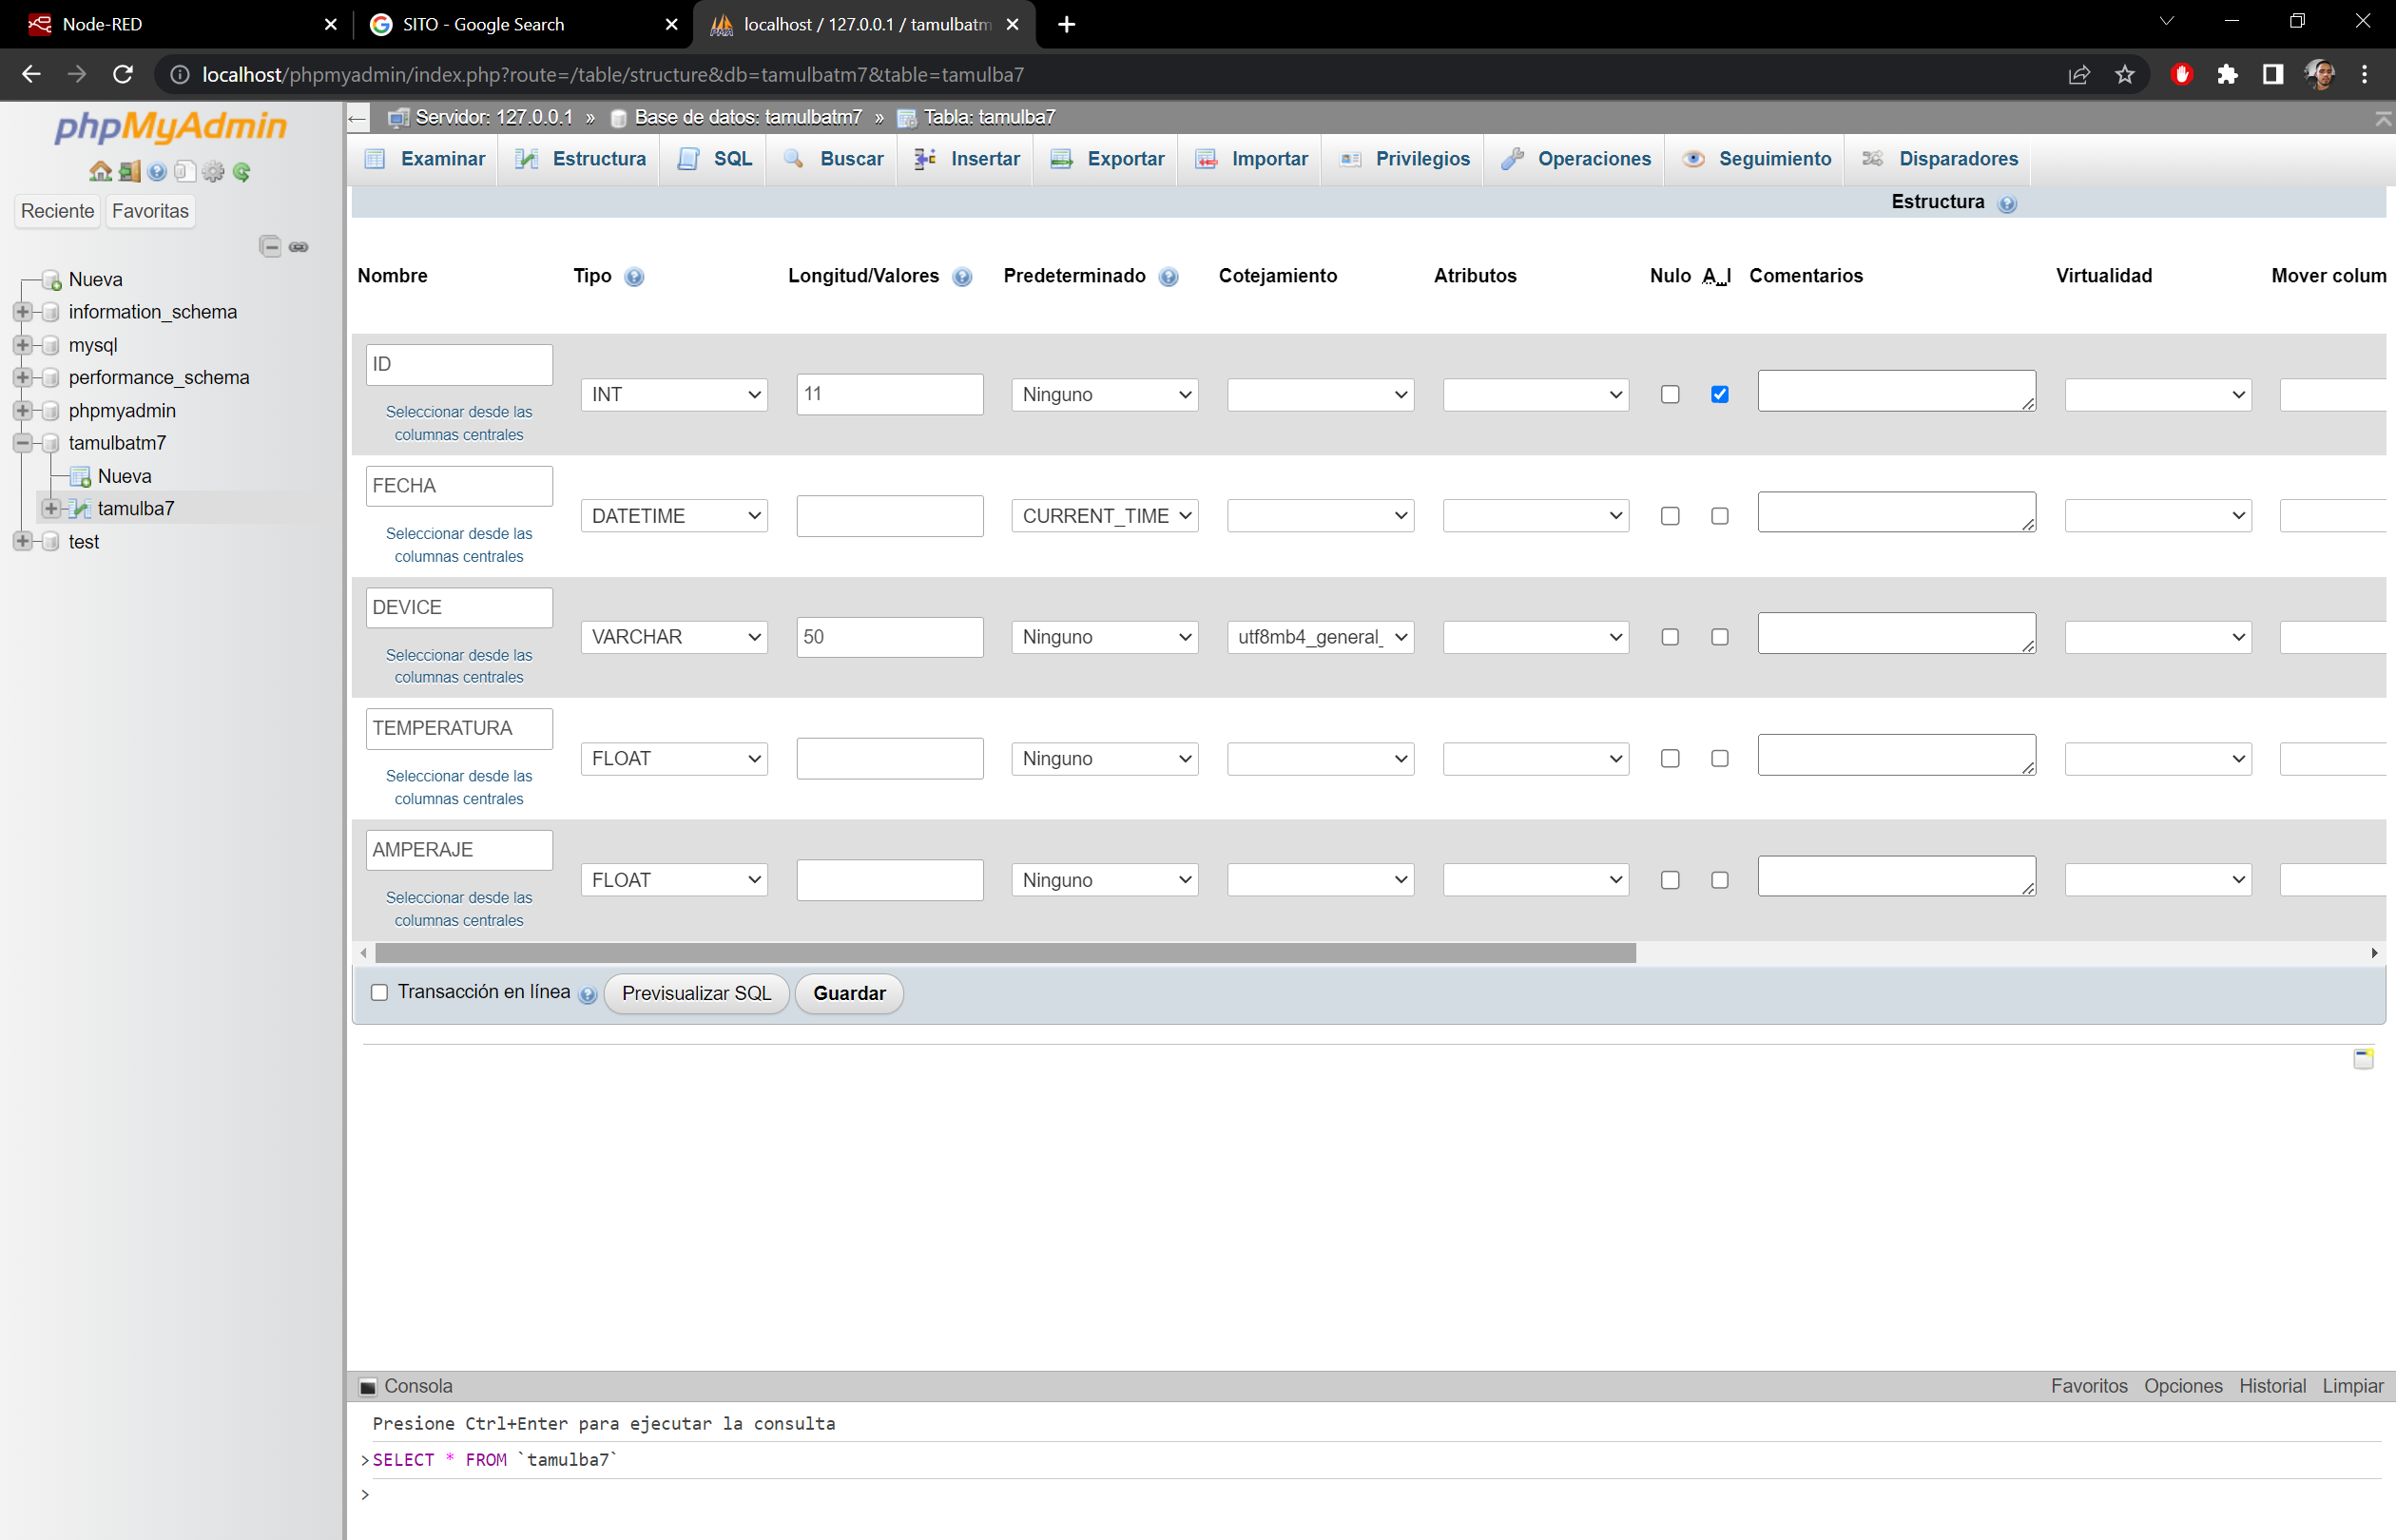 Node-RED
SITO - Google Search
localhost / 127.0.0.1 / tamulbatm
localhost/phpmyadmin/index.php?route=/table/structure&db=tamulbatm7&table=tamulba7
phpMyAdmin
Reciente Favoritas
Nueva
information_schema
mysql
performance_schema
phpmyadmin
tamulbatm7
Nueva
tamulba7
test
Servidor: 127.0.0.1 » Base de datos: tamulbatm7 » Tabla: tamulba7
Examinar Estructura SQL Buscar Insertar Exportar Importar Privilegios Operaciones Seguimiento Disparadores
Estructura
Nombre Tipo Longitud/Valores Predeterminado Cotejamiento Atributos Nulo A_I Comentarios Virtualidad Mover colum
ID
INT 11 Ninguno
Seleccionar desde las
columnas centrales
FECHA
DATETIME CURRENT_TIME
Seleccionar desde las
columnas centrales
DEVICE
VARCHAR 50 Ninguno utf8mb4_general_
Seleccionar desde las
columnas centrales
TEMPERATURA
FLOAT Ninguno
Seleccionar desde las
columnas centrales
AMPERAJE
FLOAT Ninguno
Seleccionar desde las
columnas centrales
Transacción en línea Previsualizar SQL Guardar
Consola Favoritos Opciones Historial Limpiar
Presione Ctrl+Enter para ejecutar la consulta
>SELECT * FROM `tamulba7`
>